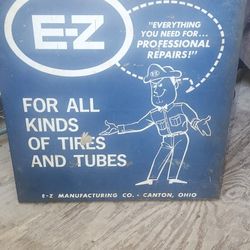 E-Z
"EVERYTHING
YOU NEED FOR...
PROFESSIONAL
REPAIRS!"
FOR ALL
KINDS
OF TIRES
AND TUBES
E-Z MANUFACTURING CO. - CANTON, OHIO